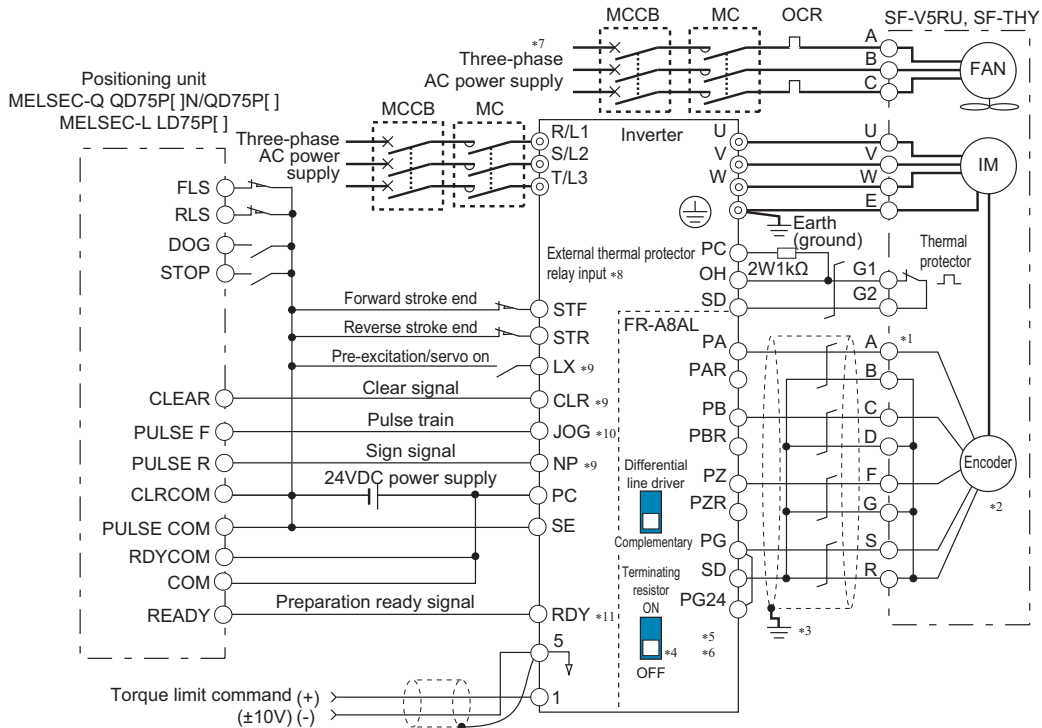 MCCB
MC
OCR
SF-V5RU, SF-THY
*7
Three-phase
AC power supply
A
B
C
FAN
Positioning unit
MELSEC-Q QD75P[ ]N/QD75P[ ]
MELSEC-L LD75P[ ]
MCCB
MC
Three-phase
AC power
supply
R/L1
S/L2
T/L3
Inverter
U
V
W
U
V
W
E
IM
Earth
(ground)
FLS
RLS
DOG
STOP
External thermal protector
relay input *8
PC
OH
SD
2W1kΩ
G1
G2
Thermal
protector
Forward stroke end
STF
Reverse stroke end
STR
Pre-excitation/servo on
LX *9
CLEAR
Clear signal
CLR *9
PULSE F
Pulse train
JOG *10
PULSE R
Sign signal
NP *9
CLRCOM
24VDC power supply
PC
PULSE COM
SE
RDYCOM
COM
READY
Preparation ready signal
RDY *11
5
1
Torque limit command (+)
(±10V) (-)
FR-A8AL
PA
PAR
PB
PBR
PZ
PZR
PG
SD
PG24
Differential
line driver
Complementary
Terminating
resistor
ON
*4
OFF
*5
*6
*3
A
*1
B
C
D
F
G
S
R
Encoder
*2